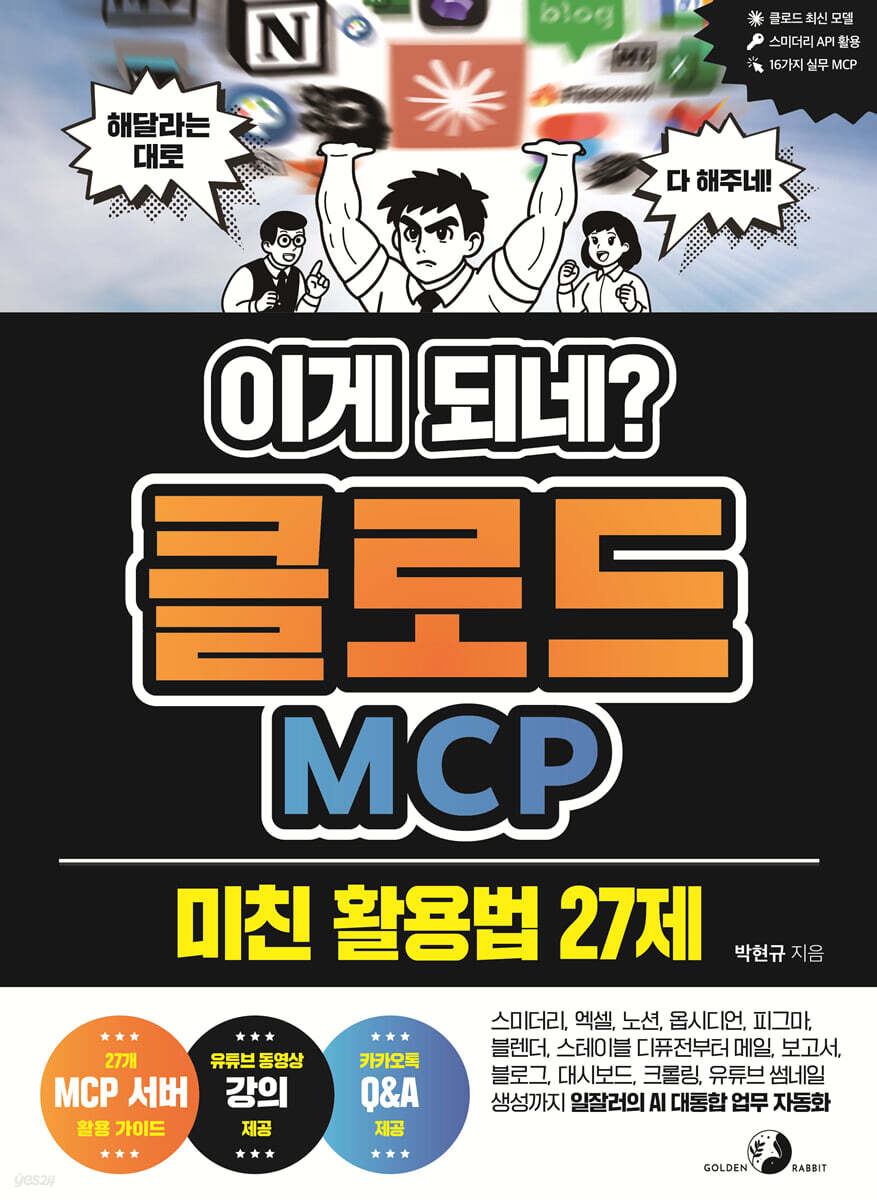 N
blog
클로드 최신 모델
스미더리 API 활용
16가지 실무 MCP
해달라는
대로
다 해주네!
이게 되네?
클로드
MCP
미친 활용법 27제
박현규 지음
27개
MCP 서버
활용 가이드
유튜브 동영상
강의
제공
카카오톡
Q&A
제공
스미더리, 엑셀, 노션, 옵시디언, 피그마,
블렌더, 스테이블 디퓨전부터 메일, 보고서,
블로그, 대시보드, 크롤링, 유튜브 썸네일
생성까지 일잘러의 AI 대통합 업무 자동화
GOLDEN RABBIT
yes24